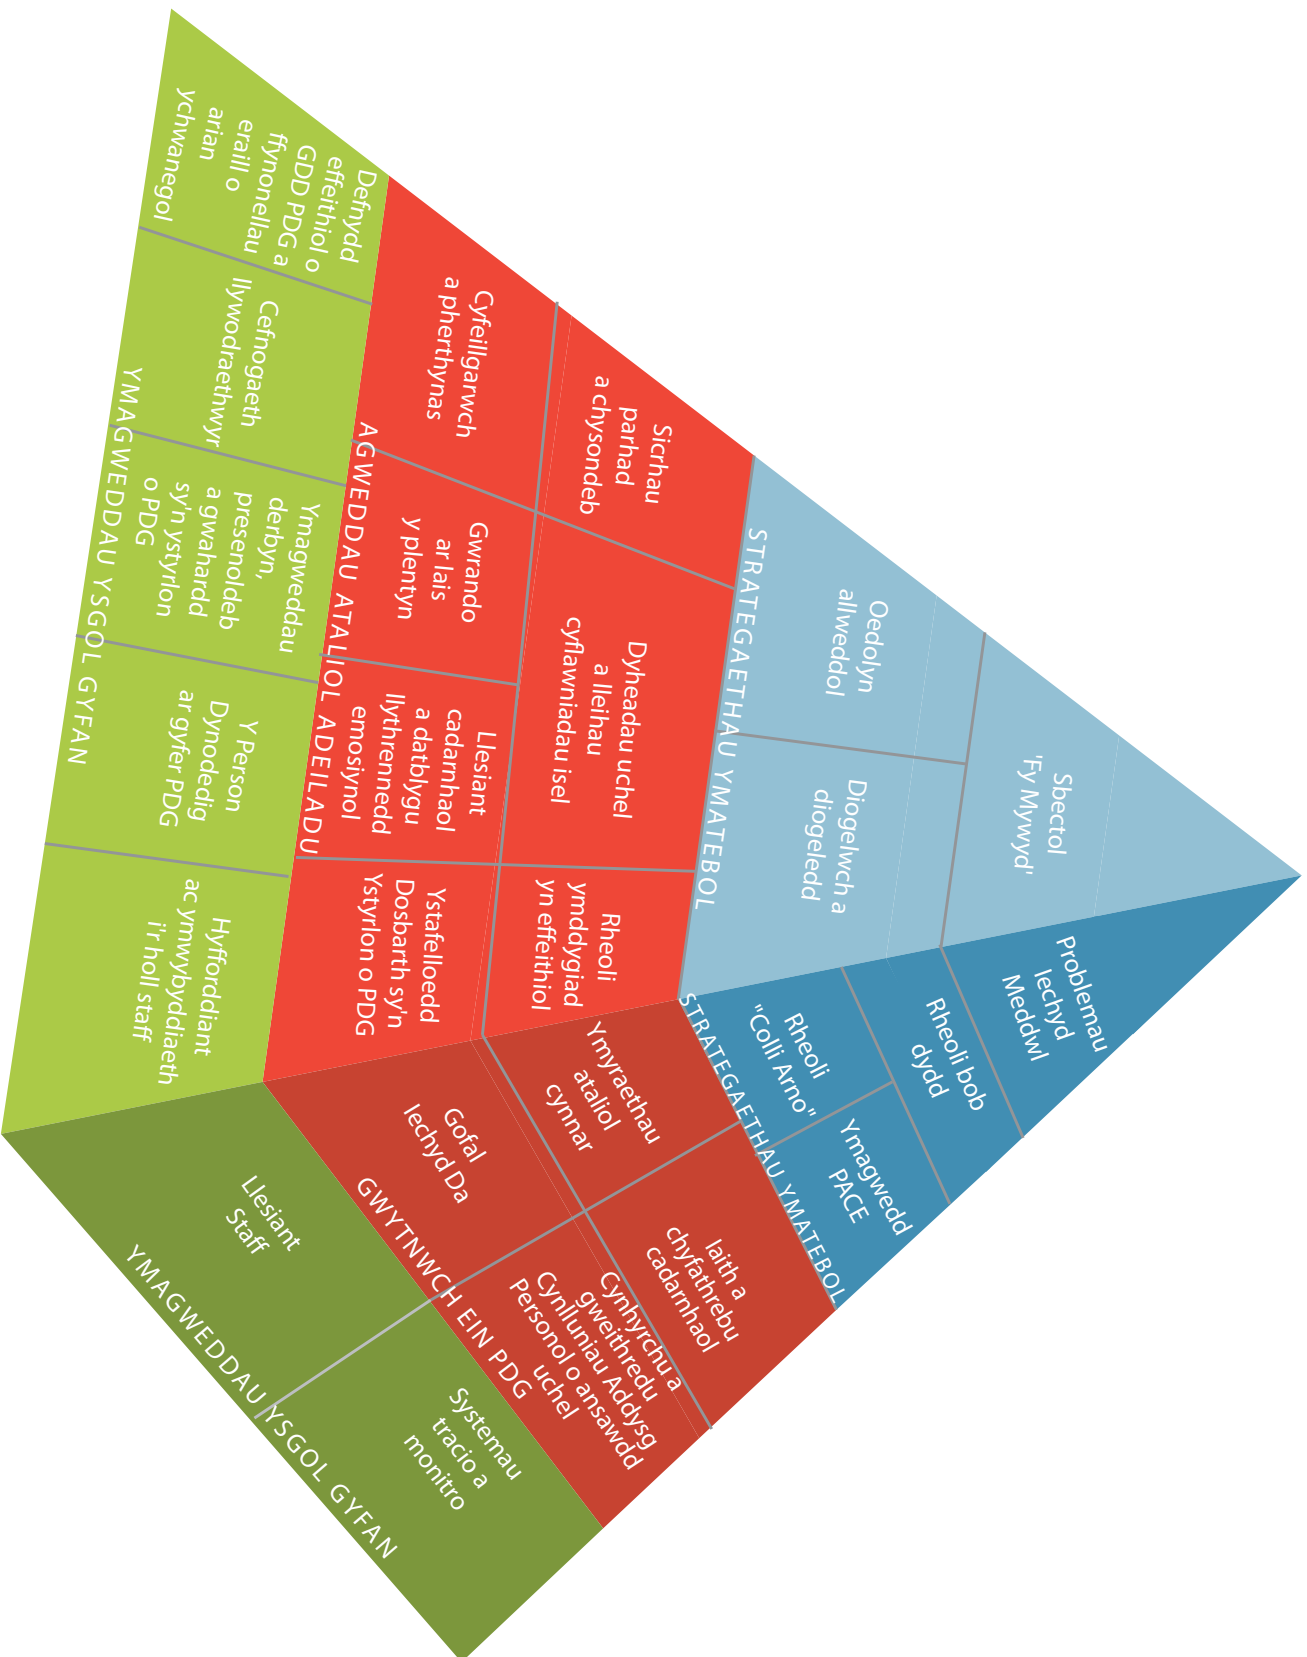 Sbectol
'Fy Mywyd'
Oedolyn
allweddol
Diogelwch a
diogeledd
STRATEGAETHAU YMATEBOL
Sicrhau
parhad
a chysondeb
Dyheadau uchel
a lleihau
cyflawniadau isel
Rheoli
ymddygiad
yn effeithiol
Cyfeillgarwch
a pherthynas
Gwrando
ar lais
y plentyn
Llesiant
cadarnhaol
a datblygu
llythrennedd
emosiynol
Ystafelloedd
Dosbarth sy'n
Ystyrlon o PDG
AGWEDDAU ATALIOL ADEILADU
Defnydd
effeithiol o
GDD PDG a
ffynonellau
eraill o
arian
ychwanegol
Cefnogaeth
llywodraethwyr
Ymagweddau
derbyn,
presenoldeb
a gwahardd
sy'n ystyrlon
o PDG
Y Person
Dynodedig
ar gyfer PDG
Hyfforddiant
ac ymwybyddiaeth
i'r holl staff
YMAGWEDDAU YSGOL GYFAN
Problemau
Iechyd
Meddwl
Rheoli bob
dydd
Rheoli
"Colli Arno"
Ymagwedd
PACE
STRATEGAETHAU YMATEBOL
Ymyraethau
ataliol
cynnar
Iaith a
chyfathrebu
cadarnhaol
Gofal
Iechyd Da
Cynhyrchu a
gweithredu
Cynlluniau Addysg
Personol o ansawdd
uchel
GWYTNWCH EIN PDG
Llesiant
Staff
Systemau
tracio a
monitro
YMAGWEDDAU YSGOL GYFAN